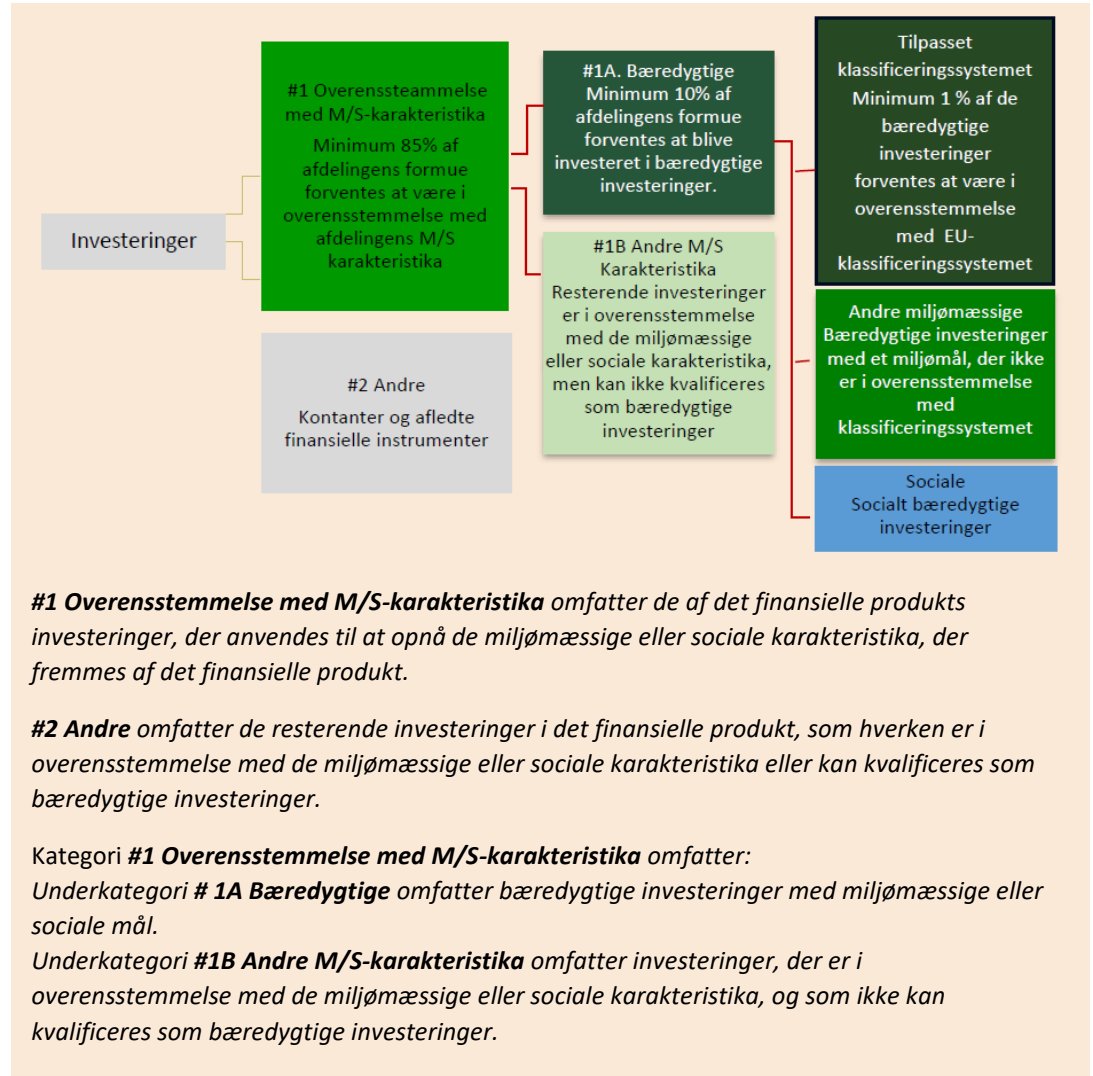 Investeringer
#1 Overenssteammelse
med M/S-karakteristika
Minimum 85% af
afdelingens formue
forventes at være i
overensstemmelse med
afdelingens M/S
karakteristika
#2 Andre
Kontanter og afledte
finansielle instrumenter
#1A. Bæredygtige
Minimum 10% af
afdelingens formue
forventes at blive
investeret i bæredygtige
investeringer.
#1B Andre M/S
Karakteristika
Resterende investeringer
er i overensstemmelse
med de miljømæssige
eller sociale karakteristika,
men kan ikke kvalificeres
som bæredygtige
investeringer
Tilpasset
klassificeringssystemet
Minimum 1 % af de
bæredygtige
investeringer
forventes at være i
overensstemmelse
med EU-
klassificeringssystemet
Andre miljømæssige
Bæredygtige investeringer
med et miljømål, der ikke
er i overensstemmelse
med
klassificeringssystemet
Sociale
Socialt bæredygtige
investeringer
#1 Overensstemmelse med M/S-karakteristika omfatter de af det finansielle produkts
investeringer, der anvendes til at opnå de miljømæssige eller sociale karakteristika, der
fremmes af det finansielle produkt.
#2 Andre omfatter de resterende investeringer i det finansielle produkt, som hverken er i
overensstemmelse med de miljømæssige eller sociale karakteristika eller kan kvalificeres som
bæredygtige investeringer.
Kategori #1 Overensstemmelse med M/S-karakteristika omfatter:
Underkategori # 1A Bæredygtige omfatter bæredygtige investeringer med miljømæssige eller
sociale mål.
Underkategori #1B Andre M/S-karakteristika omfatter investeringer, der er i
overensstemmelse med de miljømæssige eller sociale karakteristika, og som ikke kan
kvalificeres som bæredygtige investeringer.